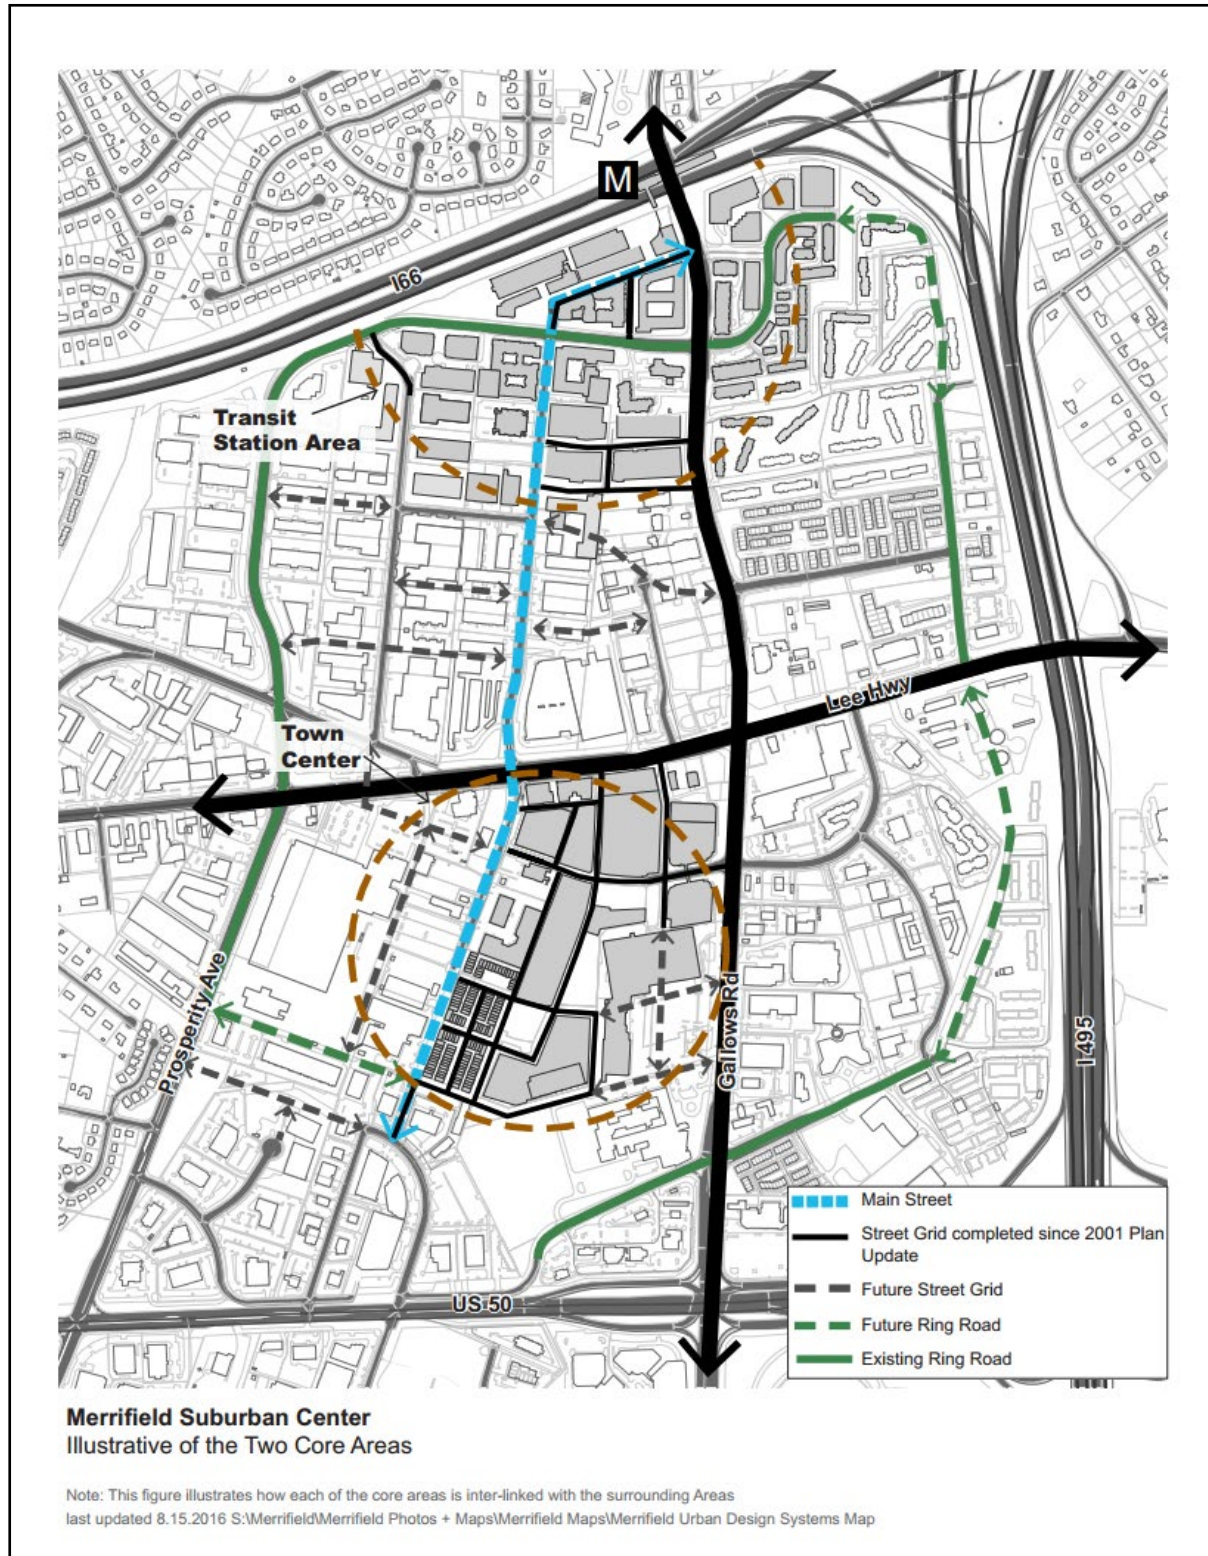 M
I66
Transit
Station Area
Lee Hwy
Town
Center
Prosperity Ave
Gallows Rd
I 495
US 50
Main Street
Street Grid completed since 2001 Plan
Update
Future Street Grid
Future Ring Road
Existing Ring Road
Merrifield Suburban Center
Illustrative of the Two Core Areas
Note: This figure illustrates how each of the core areas is inter-linked with the surrounding Areas
last updated 8.15.2016 S:\Merrifield\Merrifield Photos + Maps\Merrifield Maps\Merrifield Urban Design Systems Map